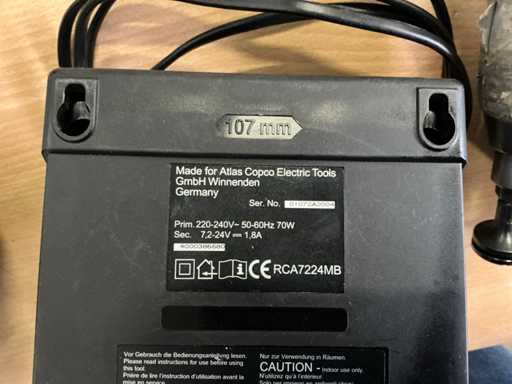 107 mm
Made for Atlas Copco Electric Tools
GmbH Winnenden
Germany
Ser. No. 01072A2004
Prim. 220-240V~ 50-60Hz 70W
Sec. 7,2-24V⎓ 1,8A
4000386680
CE RCA7224MB
Vor Gebrauch die Bedienungsanleitung lesen.
Please read instructions for use before using
this tool.
Prière de lire l'instruction d'utilisation avant la
mise en service.
Nur zur Verwendung in Räumen.
CAUTION - Indoor use only.
N'utilisez qu'à l'intérieur